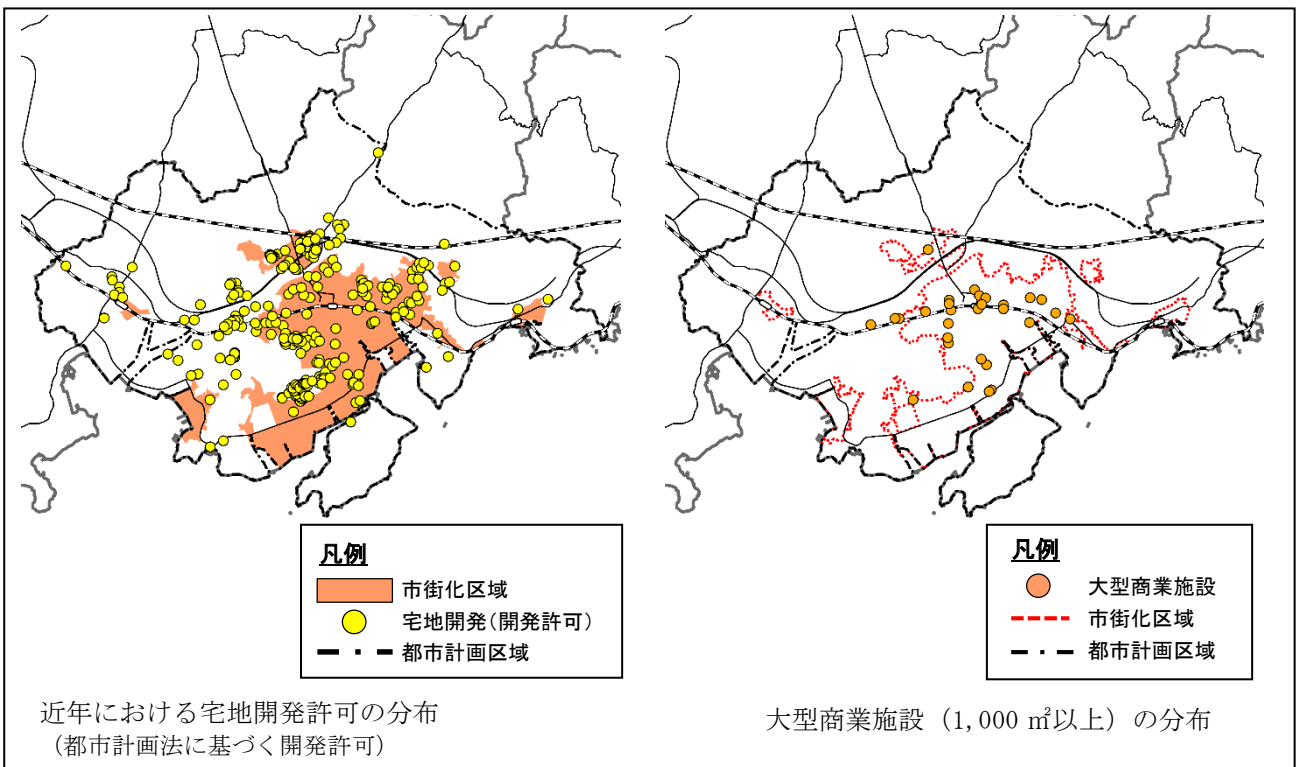 凡例
市街化区域
宅地開発(開発許可)
都市計画区域
近年における宅地開発許可の分布
(都市計画法に基づく開発許可)
凡例
大型商業施設
市街化区域
都市計画区域
大型商業施設(1,000 ㎡以上)の分布